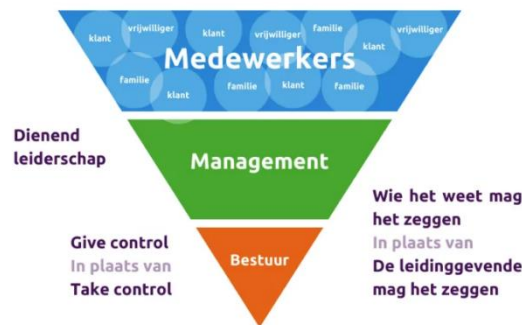 klant
vrijwilliger
klant
vrijwilliger
familie
klant
vrijwilliger
Medewerkers
familie
klant
familie
klant
familie
Dienend
leiderschap
Management
Wie het weet mag
het zeggen
In plaats van
De leidinggevende
mag het zeggen
Give control
In plaats van
Take control
Bestuur